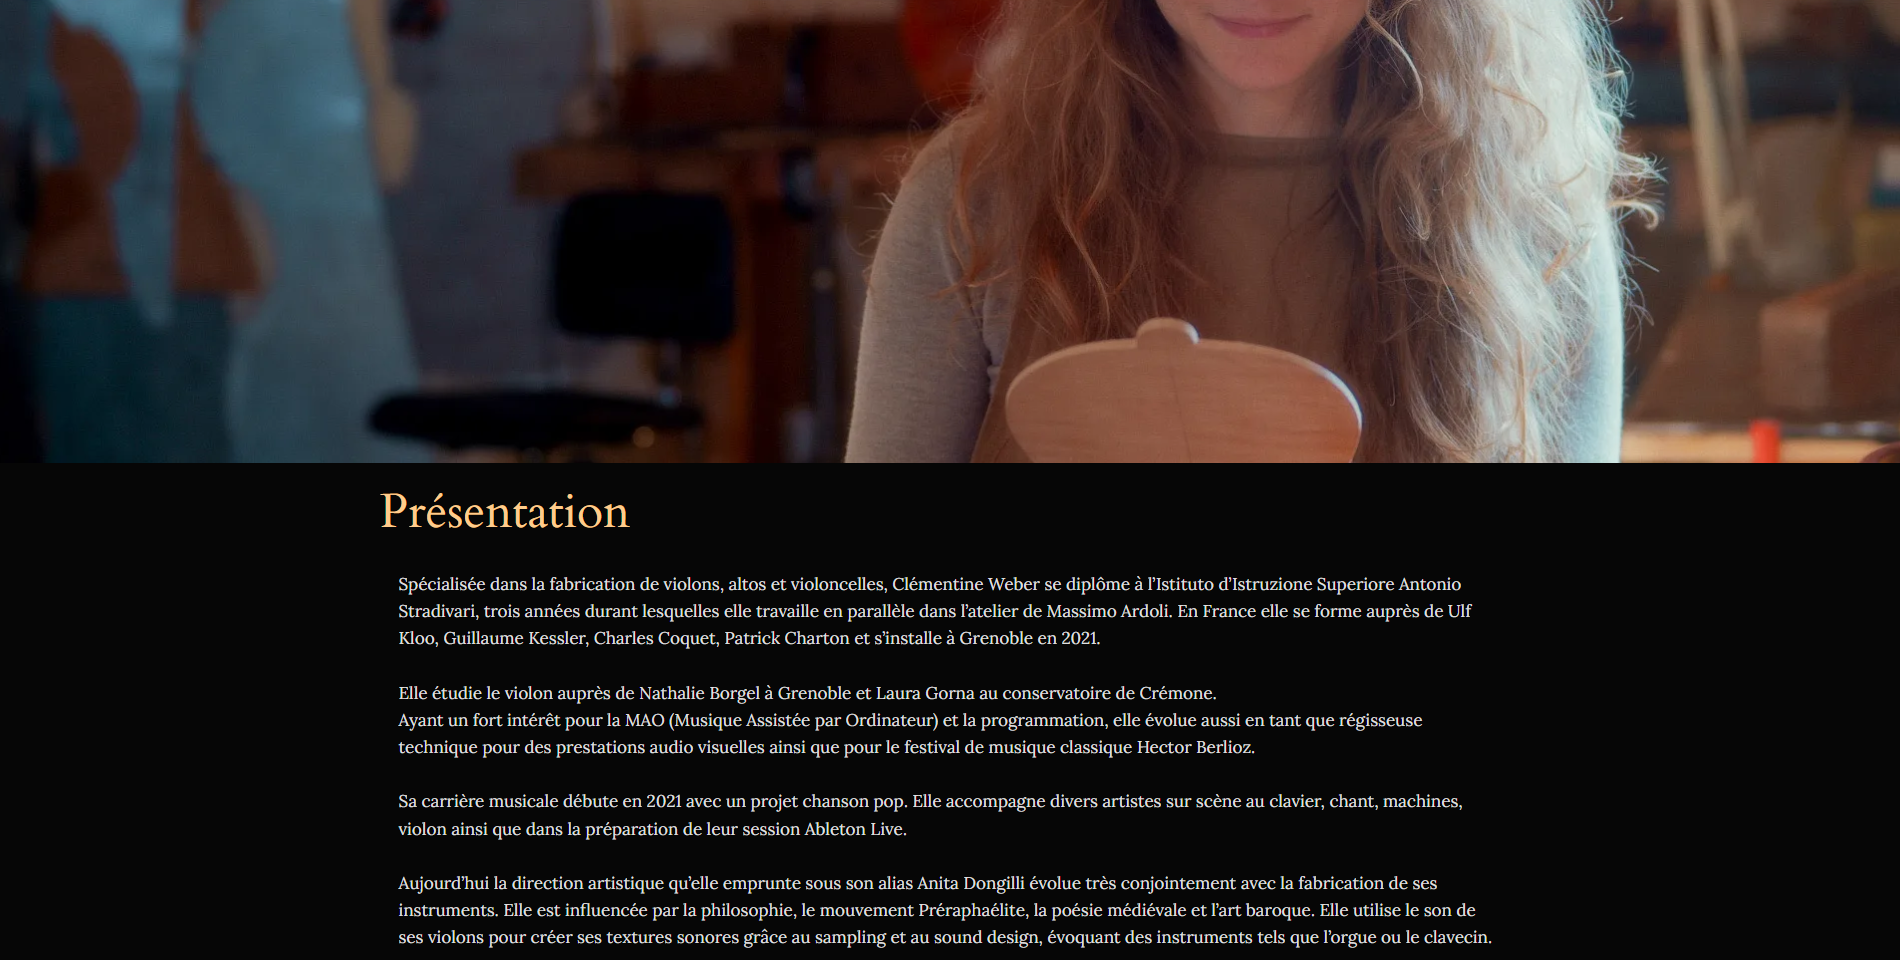 Présentation
Spécialisée dans la fabrication de violons, altos et violoncelles, Clémentine Weber se diplôme à l’Istituto d’Istruzione Superiore Antonio
Stradivari, trois années durant lesquelles elle travaille en parallèle dans l’atelier de Massimo Ardoli. En France elle se forme auprès de Ulf
Kloo, Guillaume Kessler, Charles Coquet, Patrick Charton et s’installe à Grenoble en 2021.
Elle étudie le violon auprès de Nathalie Borgel à Grenoble et Laura Gorna au conservatoire de Crémone.
Ayant un fort intérêt pour la MAO (Musique Assistée par Ordinateur) et la programmation, elle évolue aussi en tant que régisseuse
technique pour des prestations audio visuelles ainsi que pour le festival de musique classique Hector Berlioz.
Sa carrière musicale débute en 2021 avec un projet chanson pop. Elle accompagne divers artistes sur scène au clavier, chant, machines,
violon ainsi que dans la préparation de leur session Ableton Live.
Aujourd’hui la direction artistique qu’elle emprunte sous son alias Anita Dongilli évolue très conjointement avec la fabrication de ses
instruments. Elle est influencée par la philosophie, le mouvement Préraphaélite, la poésie médiévale et l’art baroque. Elle utilise le son de
ses violons pour créer ses textures sonores grâce au sampling et au sound design, évoquant des instruments tels que l’orgue ou le clavecin.